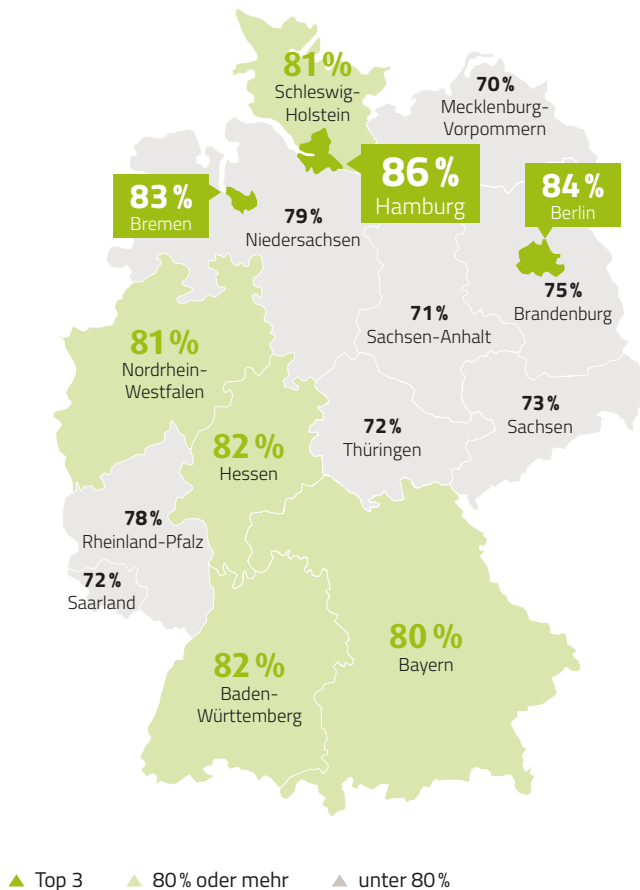 81%
Schleswig-
Holstein
70%
Mecklenburg-
Vorpommern
86%
Hamburg
83%
Bremen
84%
Berlin
79%
Niedersachsen
75%
Brandenburg
71%
Sachsen-Anhalt
81%
Nordrhein-
Westfalen
82%
Hessen
72%
Thüringen
73%
Sachsen
78%
Rheinland-Pfalz
72%
Saarland
82%
Baden-
Württemberg
80%
Bayern
Top 3 80% oder mehr unter 80%